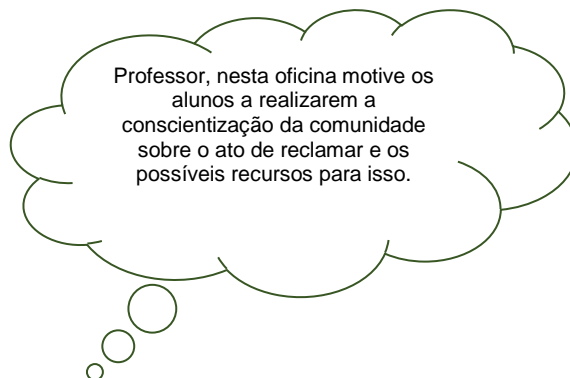 Professor, nesta oficina motive os
alunos a realizarem a
conscientização da comunidade
sobre o ato de reclamar e os
possíveis recursos para isso.